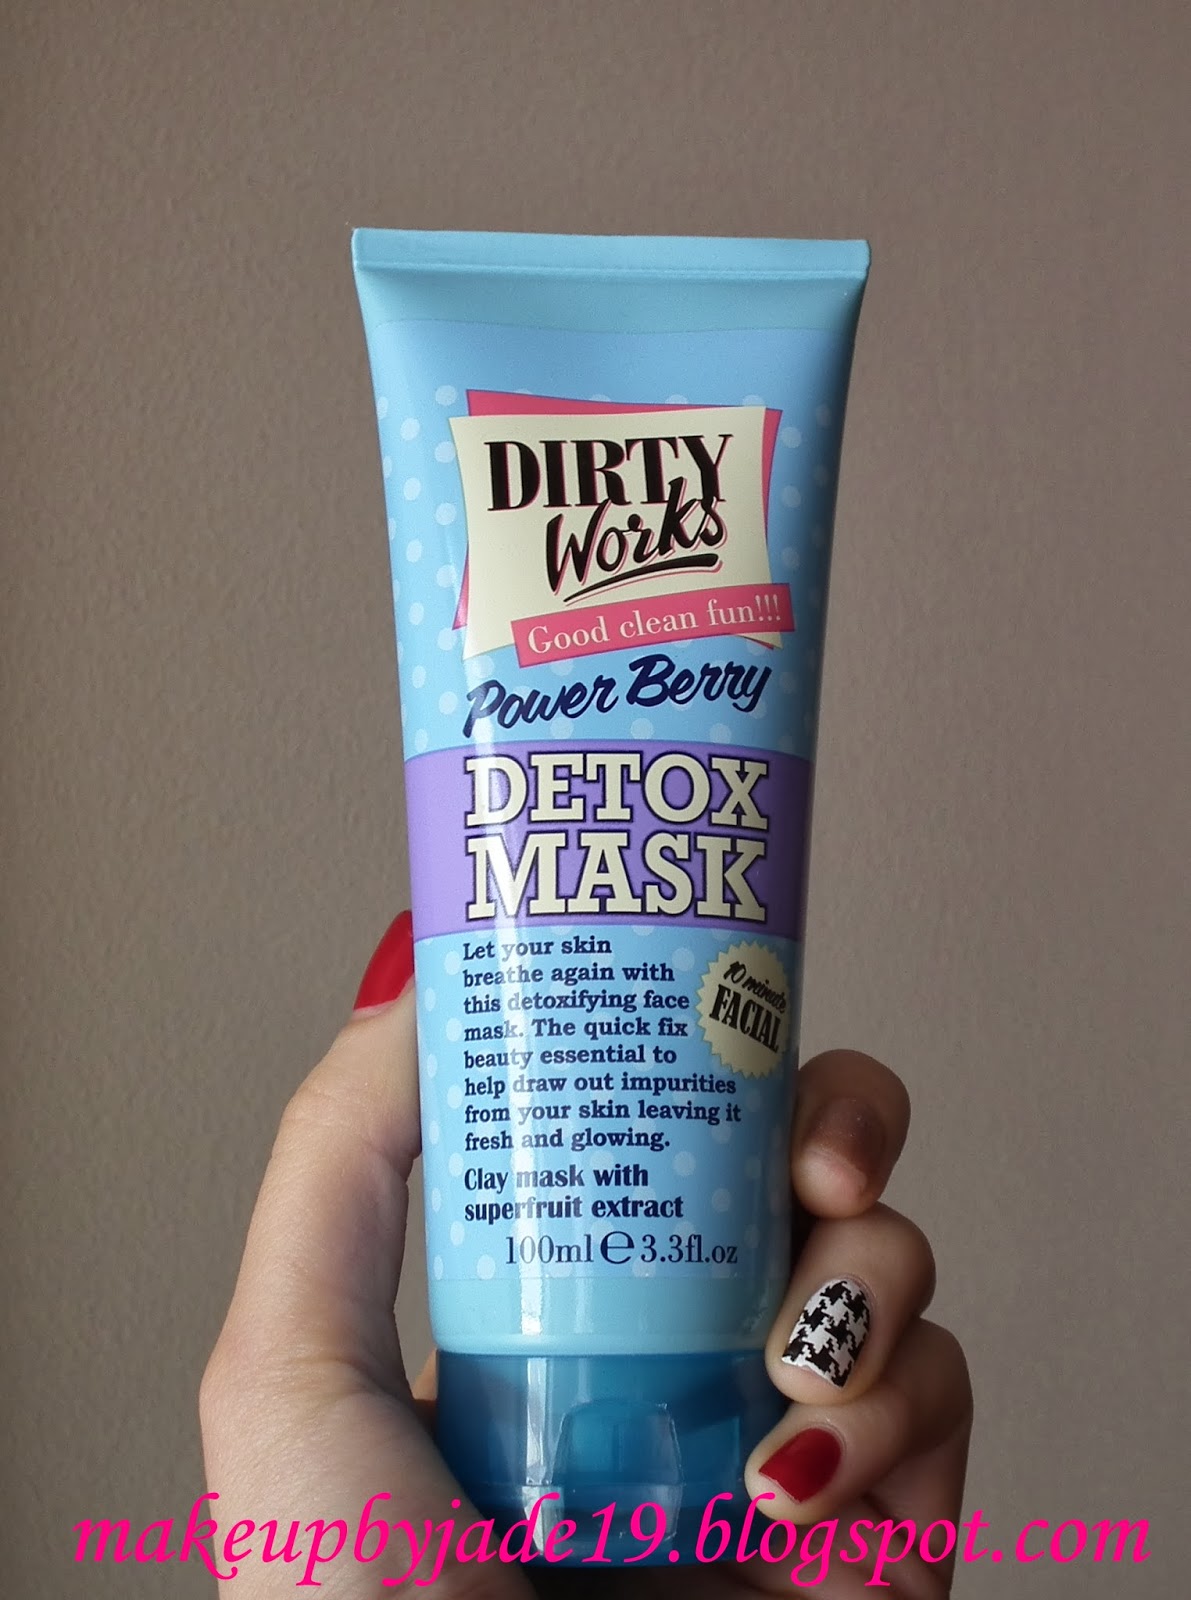 DIRTY
Works
Good clean fun!!!
Power Berry
DETOX
MASK
Let your skin
breathe again with
this detoxifying face
mask. The quick fix
beauty essential to
help draw out impurities
from your skin leaving it
fresh and glowing.
10 minute
FACIAL
Clay mask with
superfruit extract
100ml e 3.3fl.oz
makeupbyjade19.blogspot.com